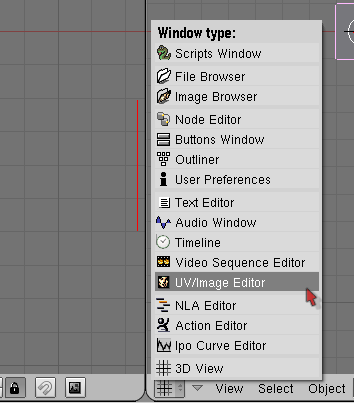 Window type:
Scripts Window
File Browser
Image Browser
Node Editor
Buttons Window
Outliner
User Preferences
Text Editor
Audio Window
Timeline
Video Sequence Editor
UV/Image Editor
NLA Editor
Action Editor
Ipo Curve Editor
3D View
View Select Object